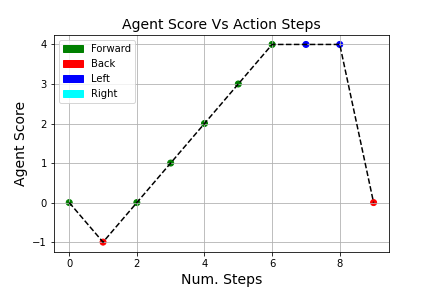 Agent Score Vs Action Steps
Forward
Back
Left
Right
4
3
2
1
0
−1
Agent Score
0 2 4 6 8
Num. Steps